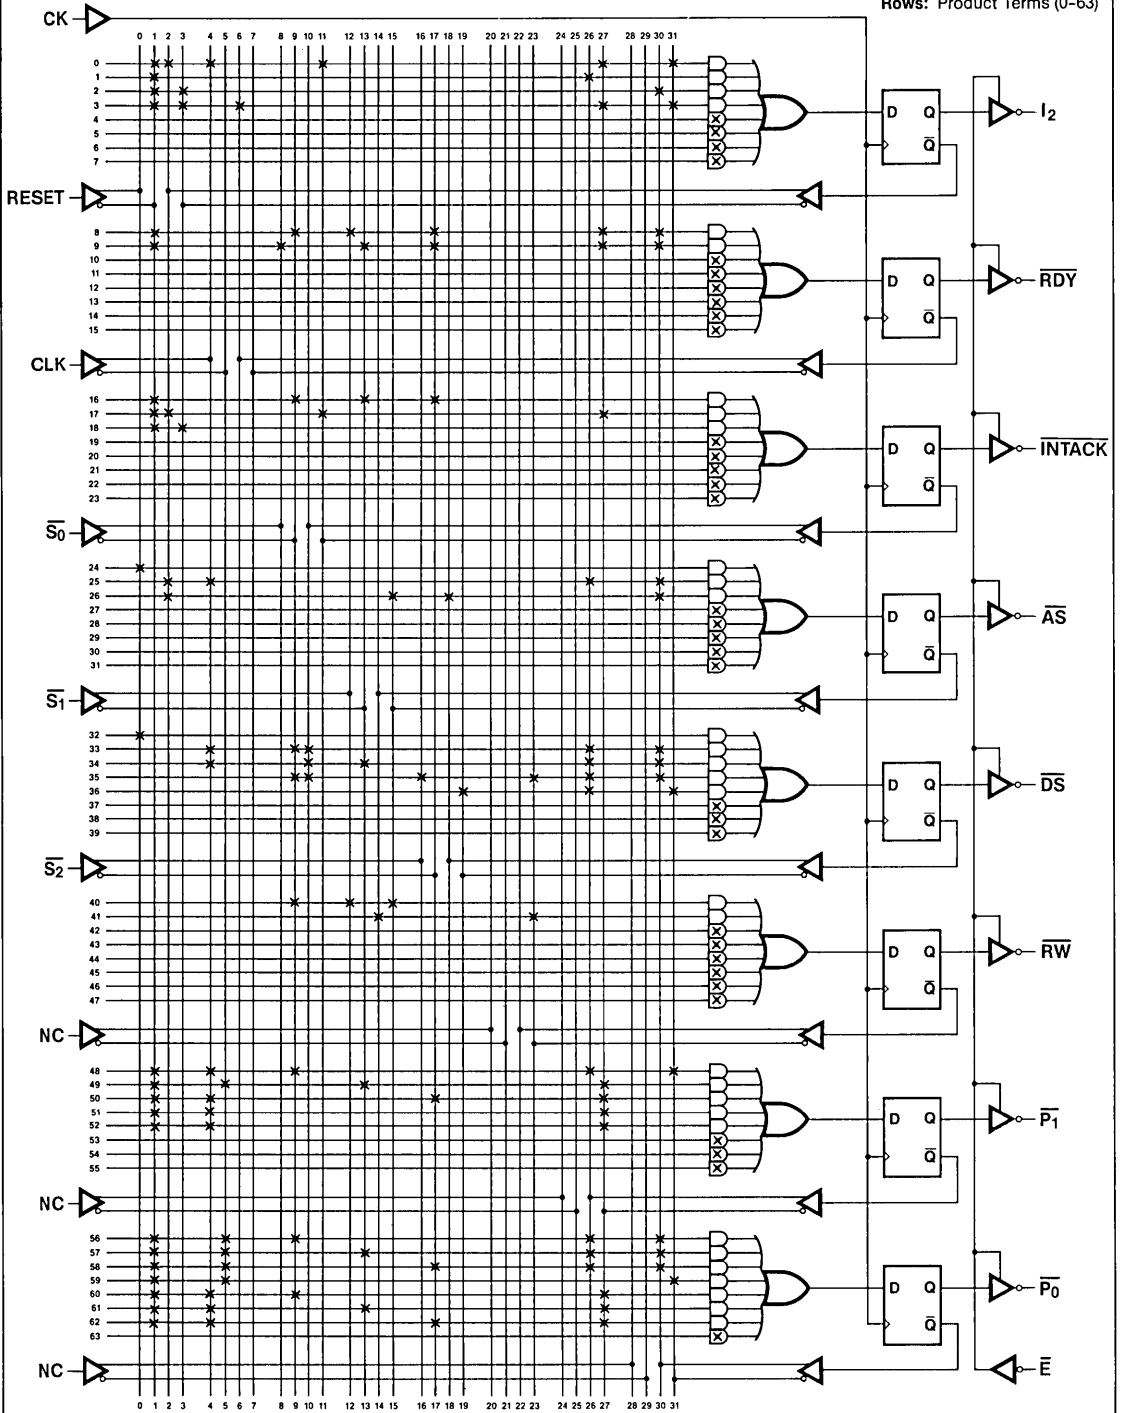 Rows: Product Terms (0–63)
CK
0 1 2 3 4 5 6 7 8 9 10 11 12 13 14 15 16 17 18 19 20 21 22 23 24 25 26 27 28 29 30 31
0
1
2
3
4
5
6
7
D Q
Q̅
I₂
RESET
8
9
10
11
12
13
14
15
D Q
Q̅
R̅D̅Y̅
CLK
16
17
18
19
20
21
22
23
D Q
Q̅
I̅N̅T̅A̅C̅K̅
S̅₀
24
25
26
27
28
29
30
31
D Q
Q̅
A̅S̅
S̅₁
32
33
34
35
36
37
38
39
D Q
Q̅
D̅S̅
S̅₂
40
41
42
43
44
45
46
47
D Q
Q̅
R̅W̅
NC
48
49
50
51
52
53
54
55
D Q
Q̅
P̅₁
NC
56
57
58
59
60
61
62
63
D Q
Q̅
P̅₀
NC
E̅
0 1 2 3 4 5 6 7 8 9 10 11 12 13 14 15 16 17 18 19 20 21 22 23 24 25 26 27 28 29 30 31